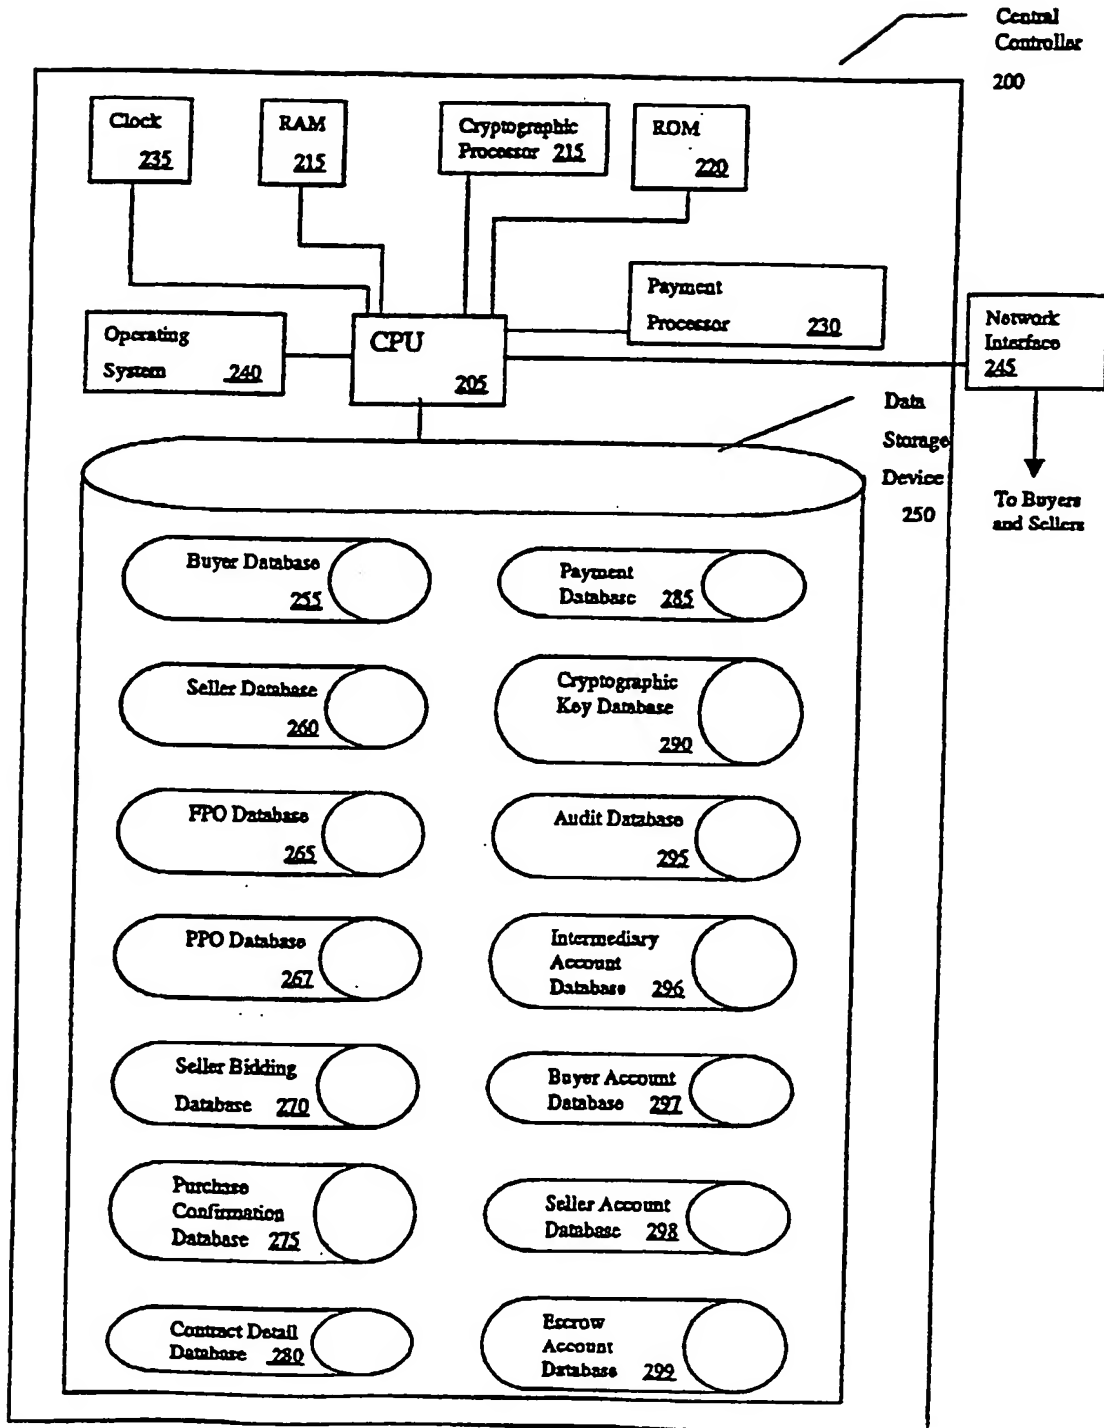 Central
Controller
200
Clock
235
RAM
215
Cryptographic
Processor 215
ROM
220
Payment
Processor 230
Operating
System 240
CPU
205
Network
Interface
245
Data
Storage
Device
250
To Buyers
and Sellers
Buyer Database
255
Payment
Database 285
Seller Database
260
Cryptographic
Key Database
290
FPO Database
265
Audit Database
295
PPO Database
267
Intermediary
Account
Database 296
Seller Bidding
Database 270
Buyer Account
Database 297
Purchase
Confirmation
Database 275
Seller Account
Database 298
Contract Detail
Database 280
Escrow
Account
Database 299